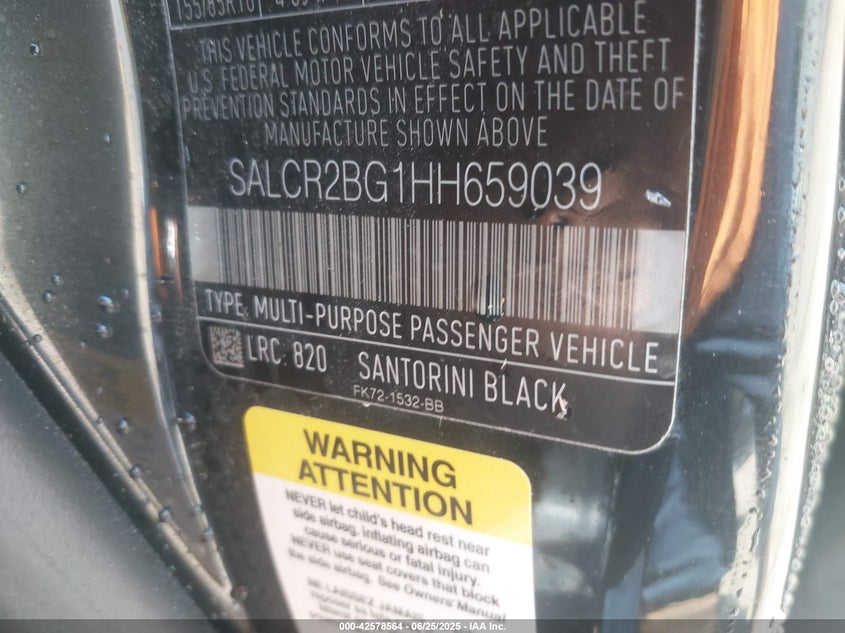 THIS VEHICLE CONFORMS TO ALL APPLICABLE
U.S. FEDERAL MOTOR VEHICLE SAFETY AND THEFT
PREVENTION STANDARDS IN EFFECT ON THE DATE OF
MANUFACTURE SHOWN ABOVE
SALCR2BG1HH659039
TYPE: MULTI-PURPOSE PASSENGER VEHICLE
LRC: 820 SANTORINI BLACK
FK72-1532-BB
WARNING
ATTENTION
NEVER let child's head rest near
side airbag, inflating airbag can
cause serious or fatal injury.
NEVER use seat covers that block
the side airbag. See Owners' Manual
NE LAISSEZ JAMAIS
000-42578564 - 06/25/2025 - IAA Inc.